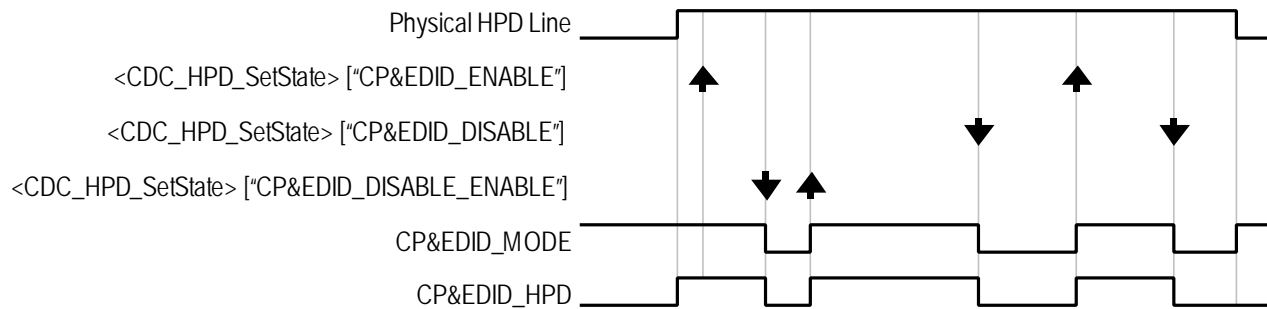 Physical HPD Line
<CDC_HPD_SetState> [“CP&EDID_ENABLE”]
<CDC_HPD_SetState> [“CP&EDID_DISABLE”]
<CDC_HPD_SetState> [“CP&EDID_DISABLE_ENABLE”]
CP&EDID_MODE
CP&EDID_HPD